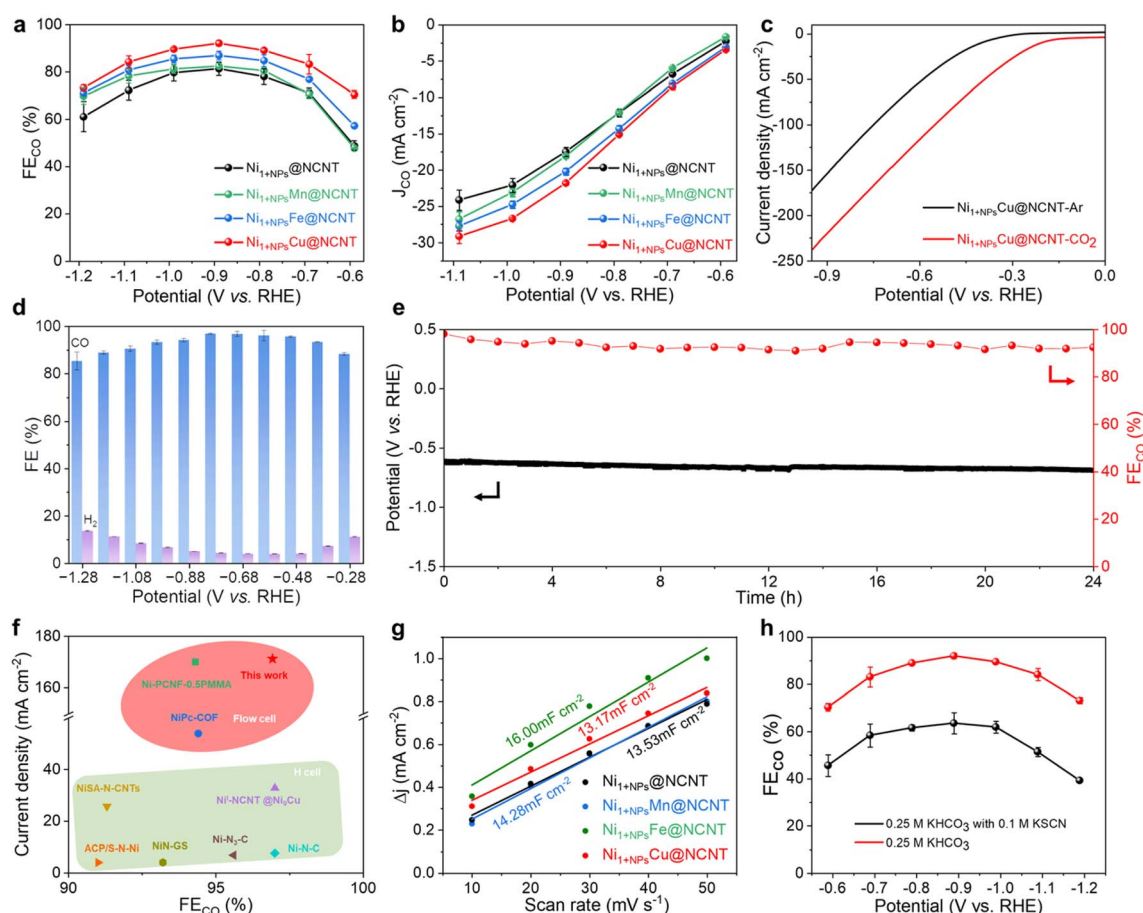 a
100
80
60
40
20
0
FE_CO (%)
Ni₁₊NPs@NCNT
Ni₁₊NPsMn@NCNT
Ni₁₊NPsFe@NCNT
Ni₁₊NPsCu@NCNT
-1.2 -1.1 -1.0 -0.9 -0.8 -0.7 -0.6
Potential (V vs. RHE)
b
0
-5
-10
-15
-20
-25
-30
J_CO (mA cm⁻²)
Ni₁₊NPs@NCNT
Ni₁₊NPsMn@NCNT
Ni₁₊NPsFe@NCNT
Ni₁₊NPsCu@NCNT
-1.1 -1.0 -0.9 -0.8 -0.7 -0.6
Potential (V vs. RHE)
c
0
-50
-100
-150
-200
-250
Current density (mA cm⁻²)
Ni₁₊NPsCu@NCNT-Ar
Ni₁₊NPsCu@NCNT-CO₂
-0.9 -0.6 -0.3 0.0
Potential (V vs. RHE)
d
100
80
60
40
20
0
FE (%)
CO
H₂
−1.28 −1.08 −0.88 −0.68 −0.48 −0.28
Potential (V vs. RHE)
e
0.5
0.0
-0.5
-1.0
-1.5
Potential (V vs. RHE)
100
80
60
40
20
0
FE_CO (%)
0 4 8 12 16 20 24
Time (h)
f
180
160
60
40
20
0
Current density (mA cm⁻²)
This work
Ni-PCNF-0.5PMMA
NiPc-COF
Flow cell
H cell
NiSA-N-CNTs
Niᴵ-NCNT @Ni₉Cu
ACP/S-N-Ni
NiN-GS
Ni-N₃-C
Ni-N-C
90 95 100
FE_CO (%)
g
1.2
1.0
0.8
0.6
0.4
0.2
0.0
Δj (mA cm⁻²)
16.00mF cm⁻²
13.17mF cm⁻²
13.53mF cm⁻²
14.28mF cm⁻²
Ni₁₊NPs@NCNT
Ni₁₊NPsMn@NCNT
Ni₁₊NPsFe@NCNT
Ni₁₊NPsCu@NCNT
10 20 30 40 50
Scan rate (mV s⁻¹)
h
100
80
60
40
20
0
FE_CO (%)
0.25 M KHCO₃ with 0.1 M KSCN
0.25 M KHCO₃
-0.6 -0.7 -0.8 -0.9 -1.0 -1.1 -1.2
Potential (V vs. RHE)